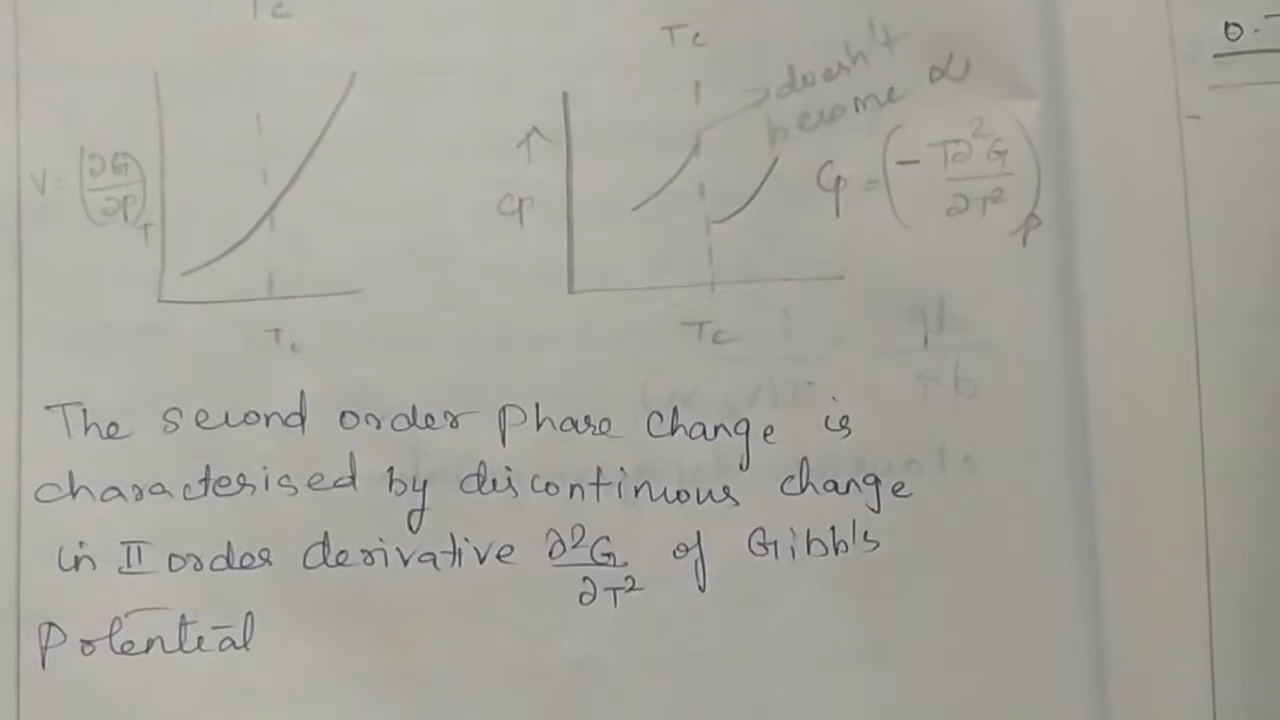 Tc
Tc
doesn't
become ∝
V = (∂G/∂P)T
↑
Cp
Cp = (- T∂²G/∂T²)p
Tc
Tc
The second order phase change is
characterised by discontinuous change
in II order derivative ∂²G/∂T² of Gibb's
Potential